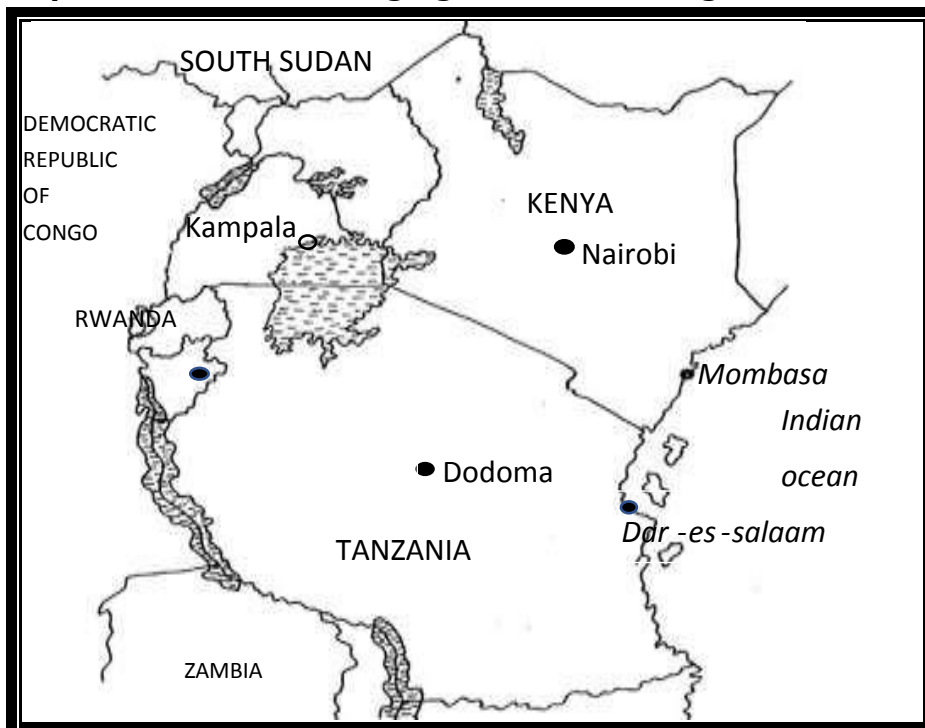 SOUTH SUDAN
DEMOCRATIC
REPUBLIC
OF
CONGO
KENYA
Kampala
Nairobi
RWANDA
Mombasa
Indian
ocean
Dodoma
Dar -es -salaam
TANZANIA
ZAMBIA